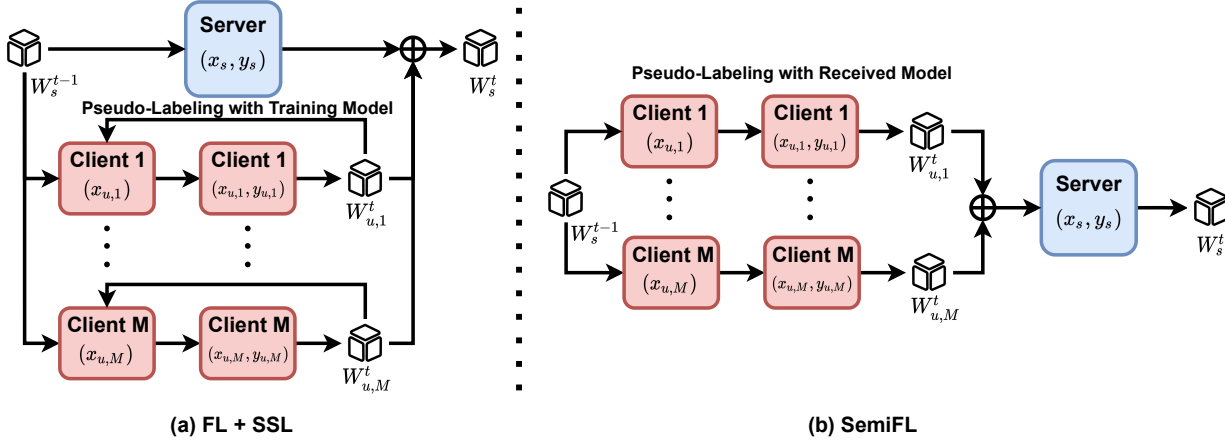 Server
(x_s, y_s)
W_s^{t-1}
W_s^t
Pseudo-Labeling with Training Model
Client 1
(x_{u,1})
Client 1
(x_{u,1}, y_{u,1})
W_{u,1}^t
Client M
(x_{u,M})
Client M
(x_{u,M}, y_{u,M})
W_{u,M}^t
(a) FL + SSL
Pseudo-Labeling with Received Model
Client 1
(x_{u,1})
Client 1
(x_{u,1}, y_{u,1})
W_{u,1}^t
W_s^{t-1}
Server
(x_s, y_s)
W_s^t
Client M
(x_{u,M})
Client M
(x_{u,M}, y_{u,M})
W_{u,M}^t
(b) SemiFL